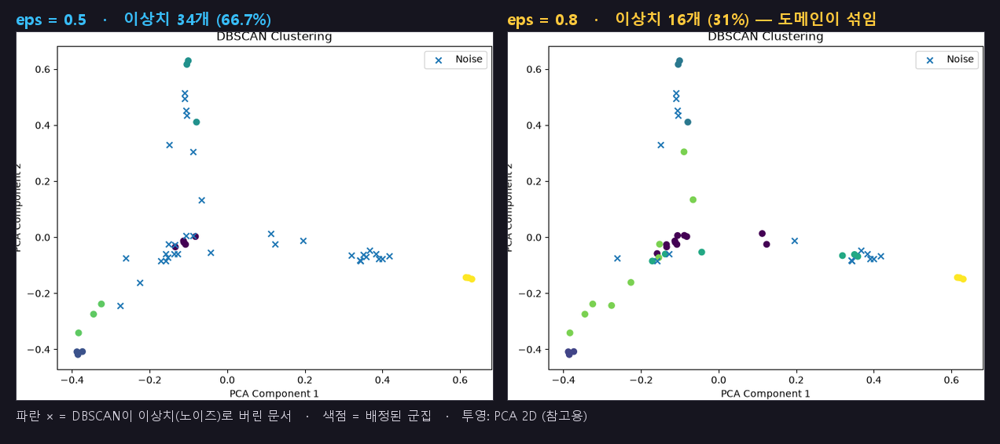 eps = 0.5 · 이상치 34개 (66.7%)
DBSCAN Clustering
Noise
0.6
0.4
0.2
0.0
−0.2
−0.4
PCA Component 2
−0.4 −0.2 0.0 0.2 0.4 0.6
PCA Component 1
eps = 0.8 · 이상치 16개 (31%) — 도메인이 섞임
DBSCAN Clustering
Noise
0.6
0.4
0.2
0.0
−0.2
−0.4
PCA Component 2
−0.4 −0.2 0.0 0.2 0.4 0.6
PCA Component 1
파란 × = DBSCAN이 이상치(노이즈)로 버린 문서 · 색점 = 배정된 군집 · 투영: PCA 2D (참고용)